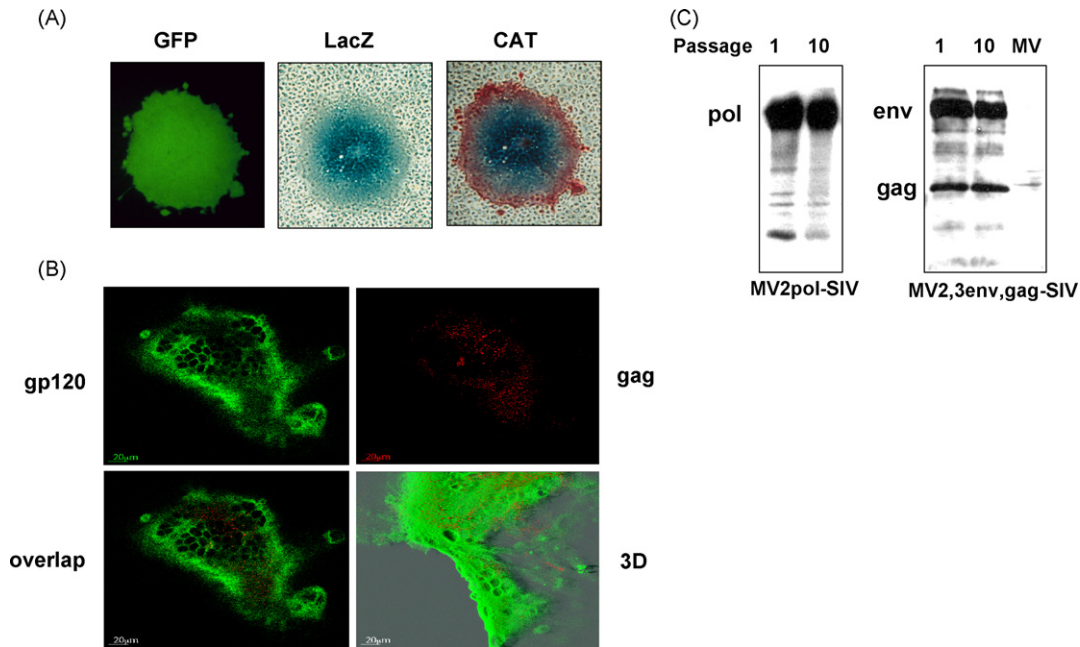 (A)
GFP
LacZ
CAT
(B)
gp120
gag
overlap
3D
20µm
20µm
20µm
20µm
(C)
Passage 1 10
1 10 MV
pol
env
gag
MV2pol-SIV
MV2,3env,gag-SIV